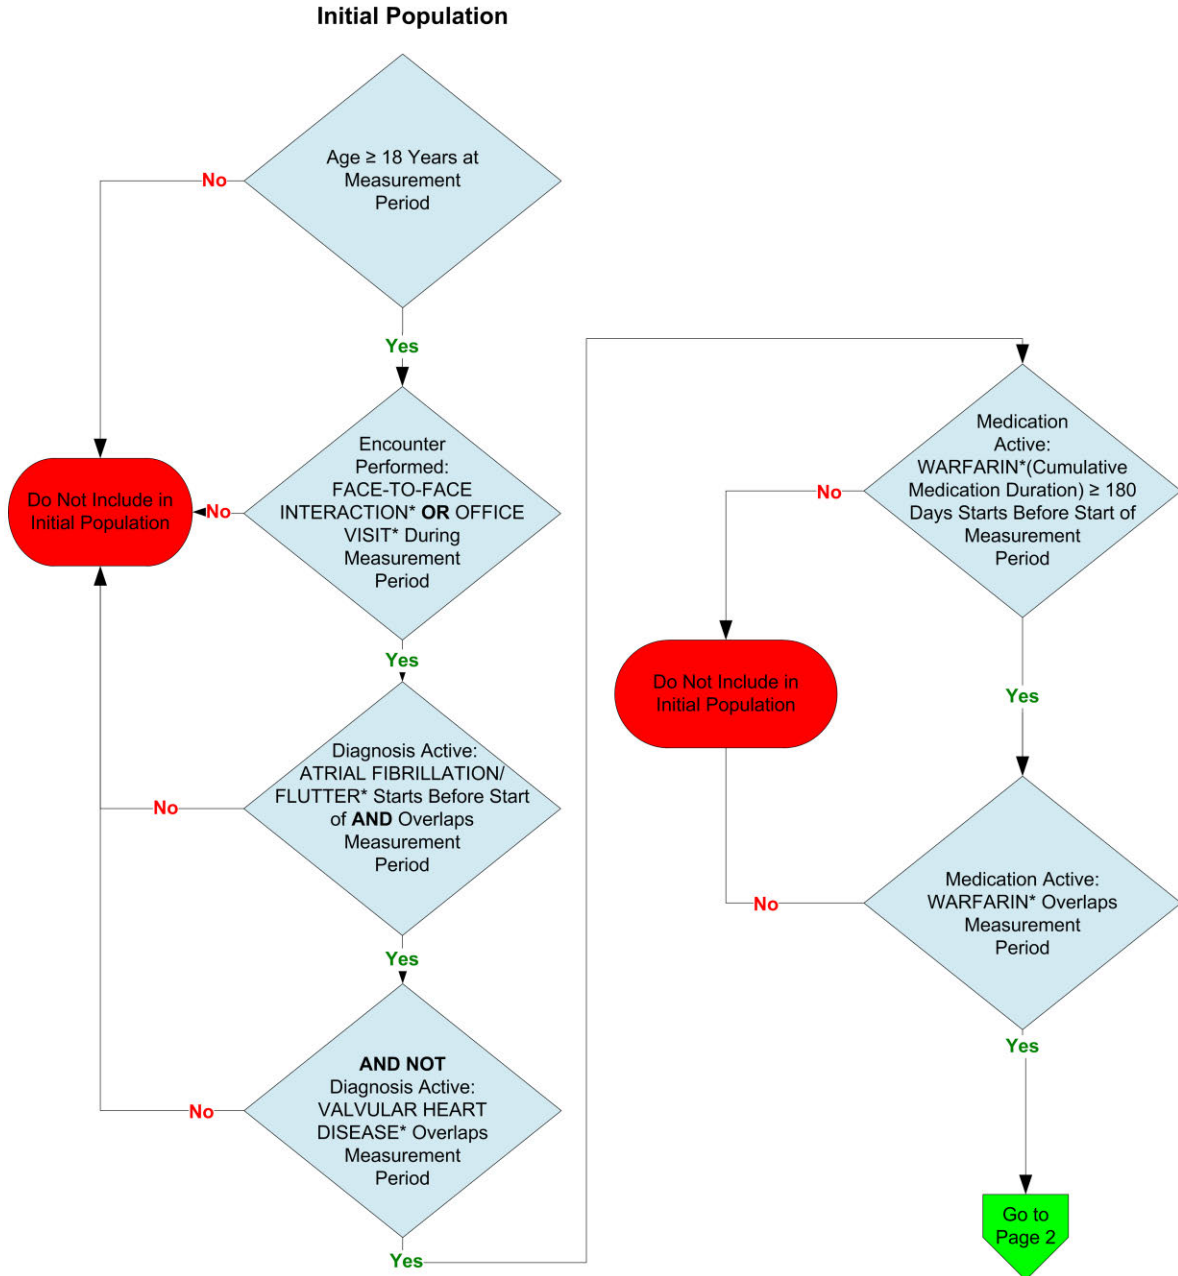 Initial Population
Age ≥ 18 Years at
Measurement
Period
No
Yes
Encounter
Performed:
FACE-TO-FACE
INTERACTION* OR OFFICE
VISIT* During
Measurement
Period
No
Do Not Include in
Initial Population
Yes
Diagnosis Active:
ATRIAL FIBRILLATION/
FLUTTER* Starts Before Start
of AND Overlaps
Measurement
Period
No
Yes
AND NOT
Diagnosis Active:
VALVULAR HEART
DISEASE* Overlaps
Measurement
Period
No
Yes
Medication
Active:
WARFARIN*(Cumulative
Medication Duration) ≥ 180
Days Starts Before Start of
Measurement
Period
No
Do Not Include in
Initial Population
Yes
Medication Active:
WARFARIN* Overlaps
Measurement
Period
No
Yes
Go to
Page 2